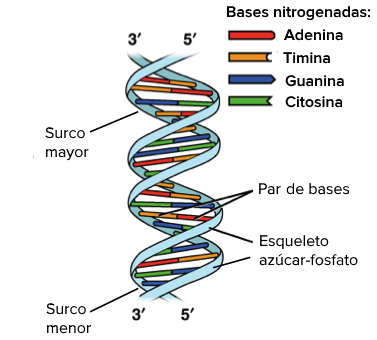 Bases nitrogenadas:
Adenina
Timina
Guanina
Citosina
3′ 5′
Surco
mayor
Par de bases
Esqueleto
azúcar-fosfato
Surco
menor
3′ 5′